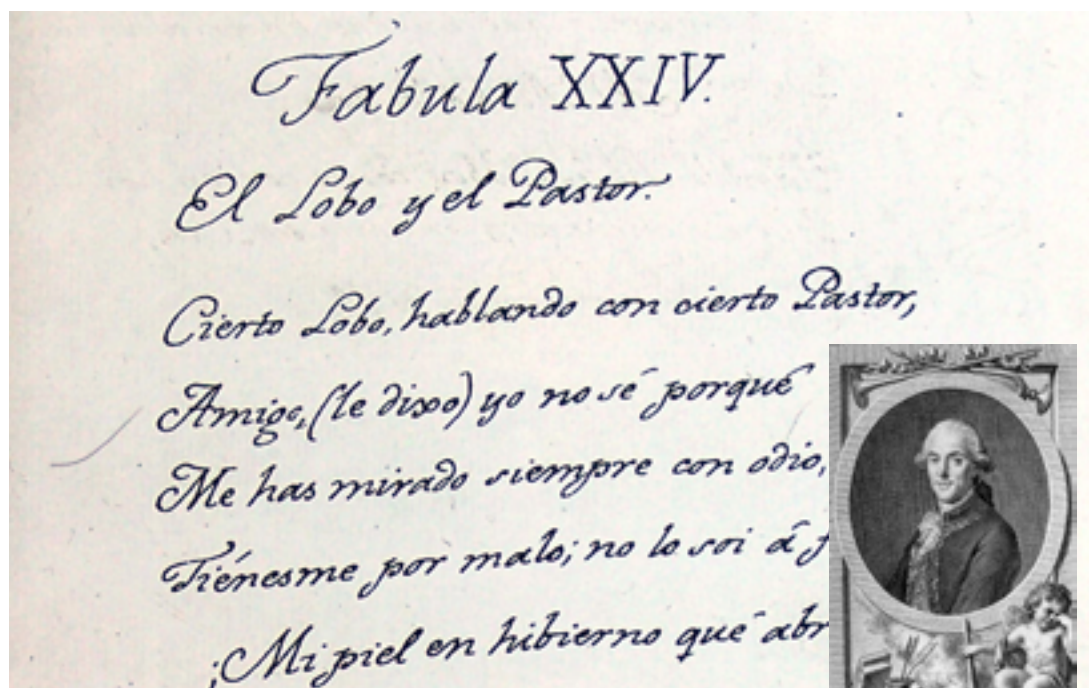 Fabula XXIV.
El Lobo y el Pastor.
Cierto Lobo, hablando con cierto Pastor,
Amigo, (le dixo) yo no sé porqué
Me has mirado siempre con odio,
Tiénesme por malo; no lo soi á
¡Mi piel en hibierno qué